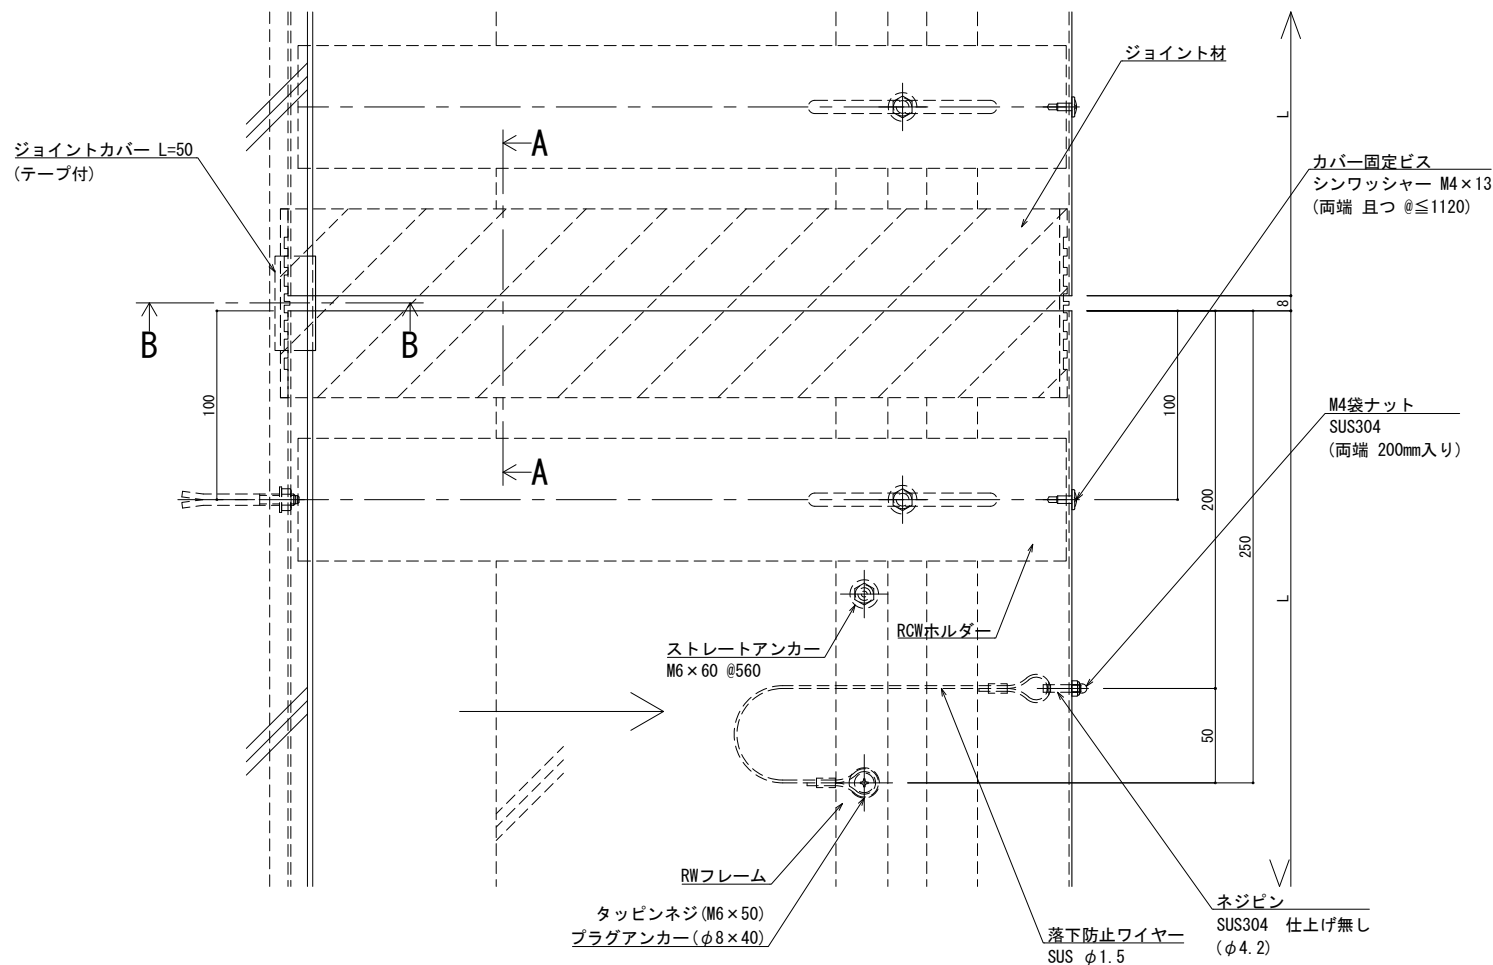 ジョイント材
L
A
ジョイントカバー L=50
(テープ付)
カバー固定ビス
シンワッシャー M4×13
(両端 且つ @≦1120)
8
B
B
100
100
M4袋ナット
SUS304
(両端 200mm入り)
A
200
250
L
RCWホルダー
ストレートアンカー
M6×60 @560
50
RWフレーム
タッピンネジ(M6×50)
プラグアンカー(φ8×40)
ネジピン
SUS304 仕上げ無し
(φ4.2)
落下防止ワイヤー
SUS φ1.5